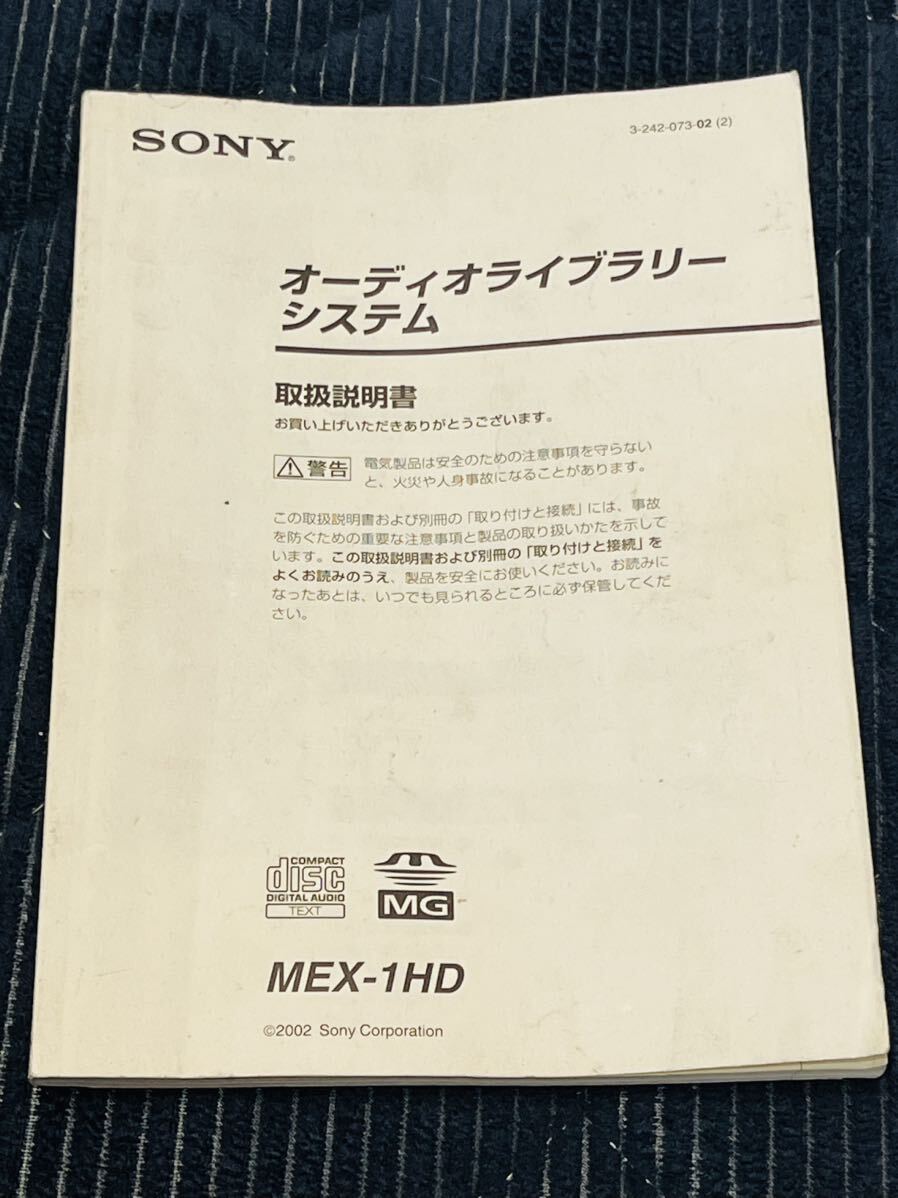 SONY®
3-242-073-02 (2)
オーディオライブラリー
システム
取扱説明書
お買い上げいただきありがとうございます。
警告
電気製品は安全のための注意事項を守らない
と、火災や人身事故になることがあります。
この取扱説明書および別冊の「取り付けと接続」には、事故
を防ぐための重要な注意事項と製品の取り扱いかたを示して
います。この取扱説明書および別冊の「取り付けと接続」を
よくお読みのうえ、製品を安全にお使いください。お読みに
なったあとは、いつでも見られるところに必ず保管してくだ
さい。
COMPACT
disc
DIGITAL AUDIO
TEXT
MG
MEX-1HD
©2002 Sony Corporation